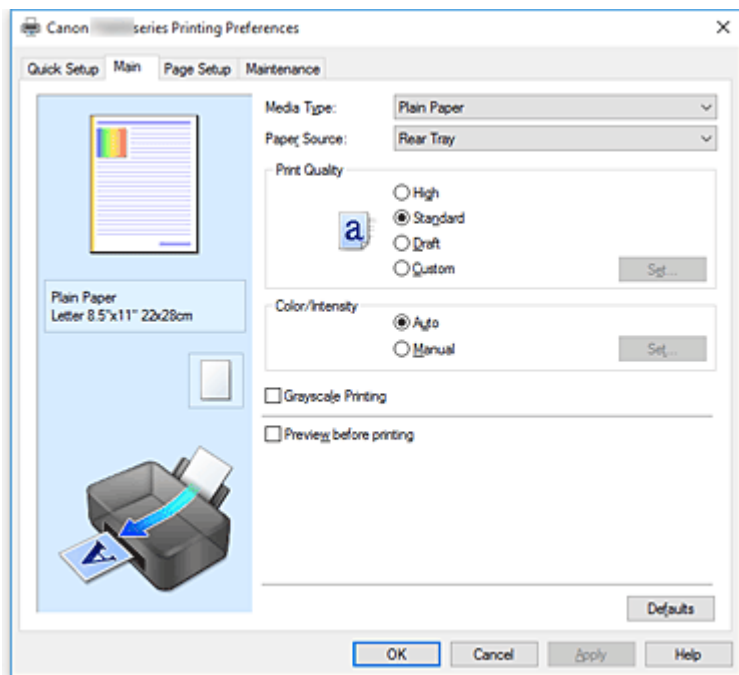 Canon series Printing Preferences
Quick Setup Main Page Setup Maintenance
Media Type: Plain Paper
Paper Source: Rear Tray
Print Quality
High
a Standard
Draft
Custom Set...
Plain Paper
Letter 8.5"x11" 22x28cm
Color/Intensity
Auto
Manual Set...
Grayscale Printing
Preview before printing
A
Defaults
OK Cancel Apply Help